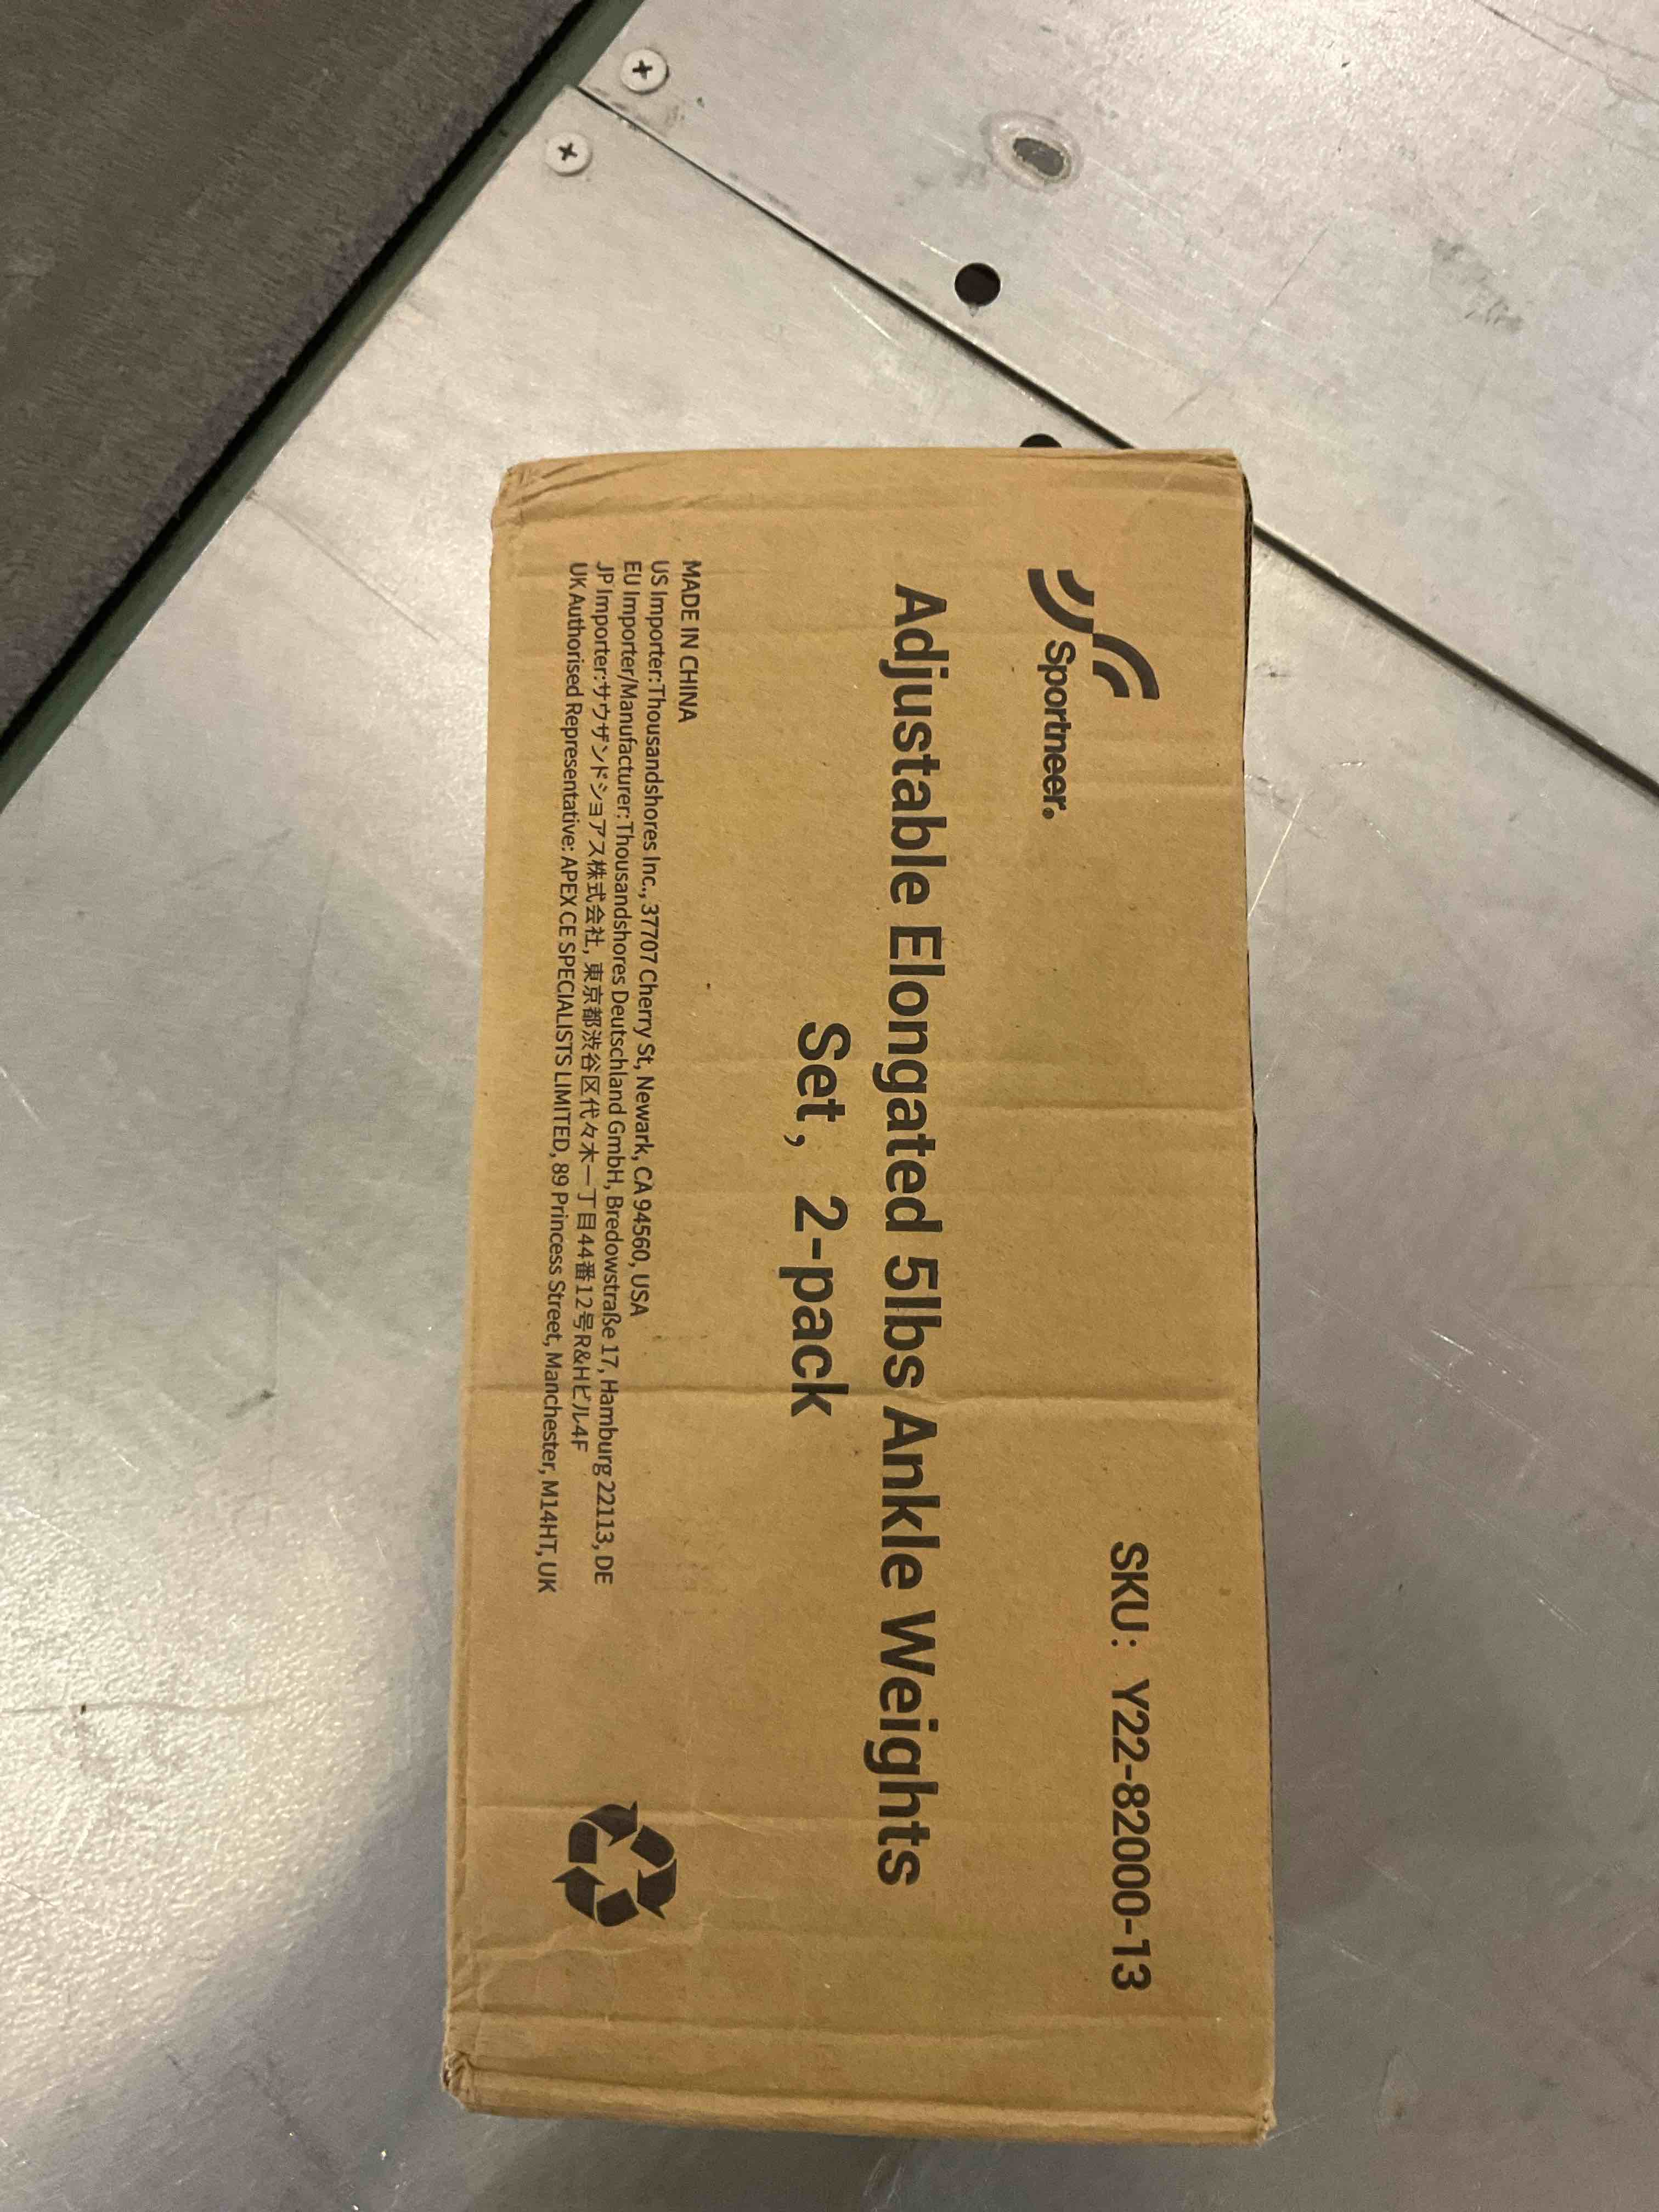 Sportneer.
SKU: Y22-82000-13
Adjustable Elongated 5lbs Ankle Weights
Set, 2-pack
MADE IN CHINA
US Importer:Thousandshores Inc., 37707 Cherry St, Newark, CA 94560, USA
EU Importer/Manufacturer:Thousandshores Deutschland GmbH, Bredowstraße 17, Hamburg 22113, DE
JP Importer:サウザンドショアス株式会社, 東京都渋谷区代々木一丁目44番12号R&Hビル4F
UK Authorised Representative: APEX CE SPECIALISTS LIMITED, 89 Princess Street, Manchester, M14HT, UK